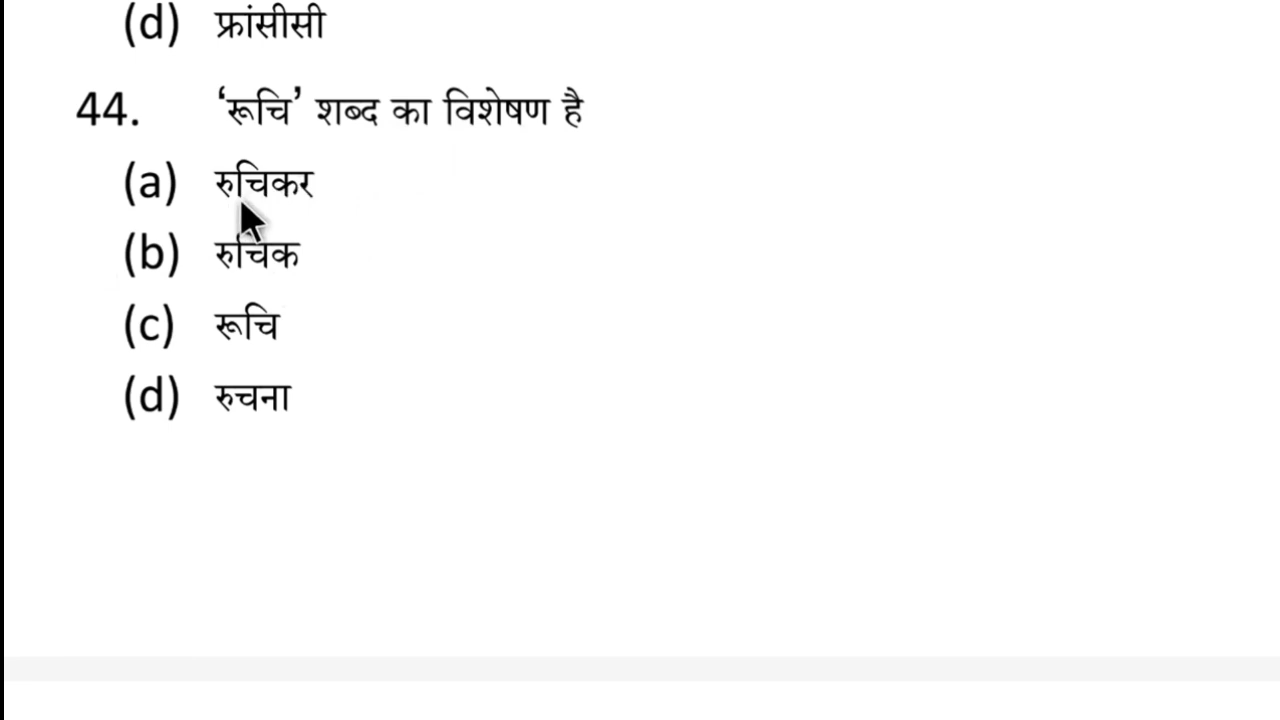 (d) फ्रांसीसी
44. ‘रूचि’ शब्द का विशेषण है
(a) रुचिकर
(b) रुचिक
(c) रूचि
(d) रुचना